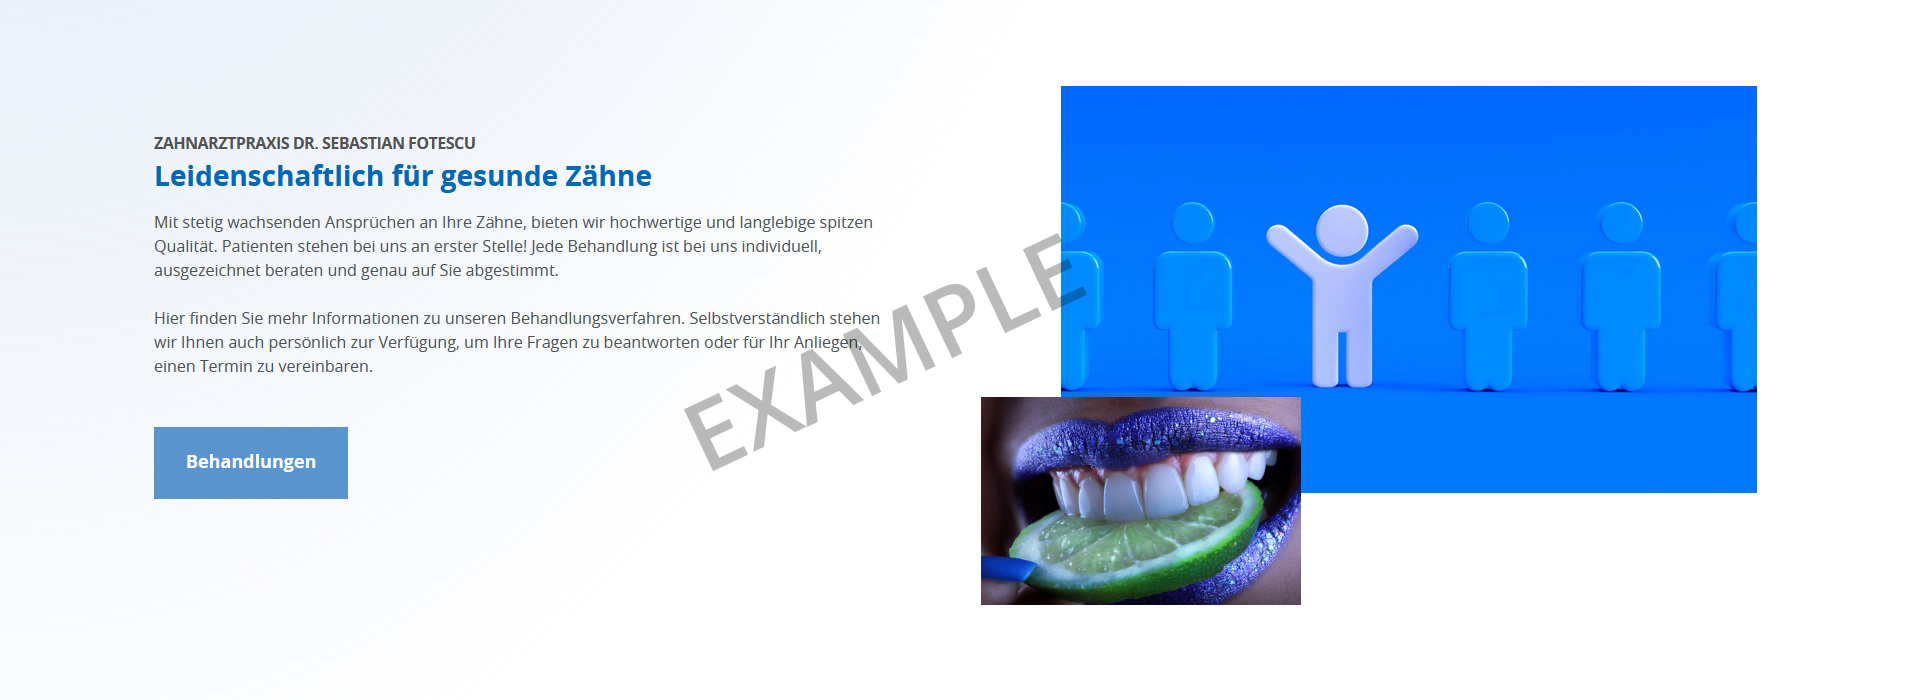 ZAHNARZTPRAXIS DR. SEBASTIAN FOTESCU
Leidenschaftlich für gesunde Zähne
Mit stetig wachsenden Ansprüchen an Ihre Zähne, bieten wir hochwertige und langlebige spitzen
Qualität. Patienten stehen bei uns an erster Stelle! Jede Behandlung ist bei uns individuell,
ausgezeichnet beraten und genau auf Sie abgestimmt.
Hier finden Sie mehr Informationen zu unseren Behandlungsverfahren. Selbstverständlich stehen
wir Ihnen auch persönlich zur Verfügung, um Ihre Fragen zu beantworten oder für Ihr Anliegen,
einen Termin zu vereinbaren.
Behandlungen
EXAMPLE